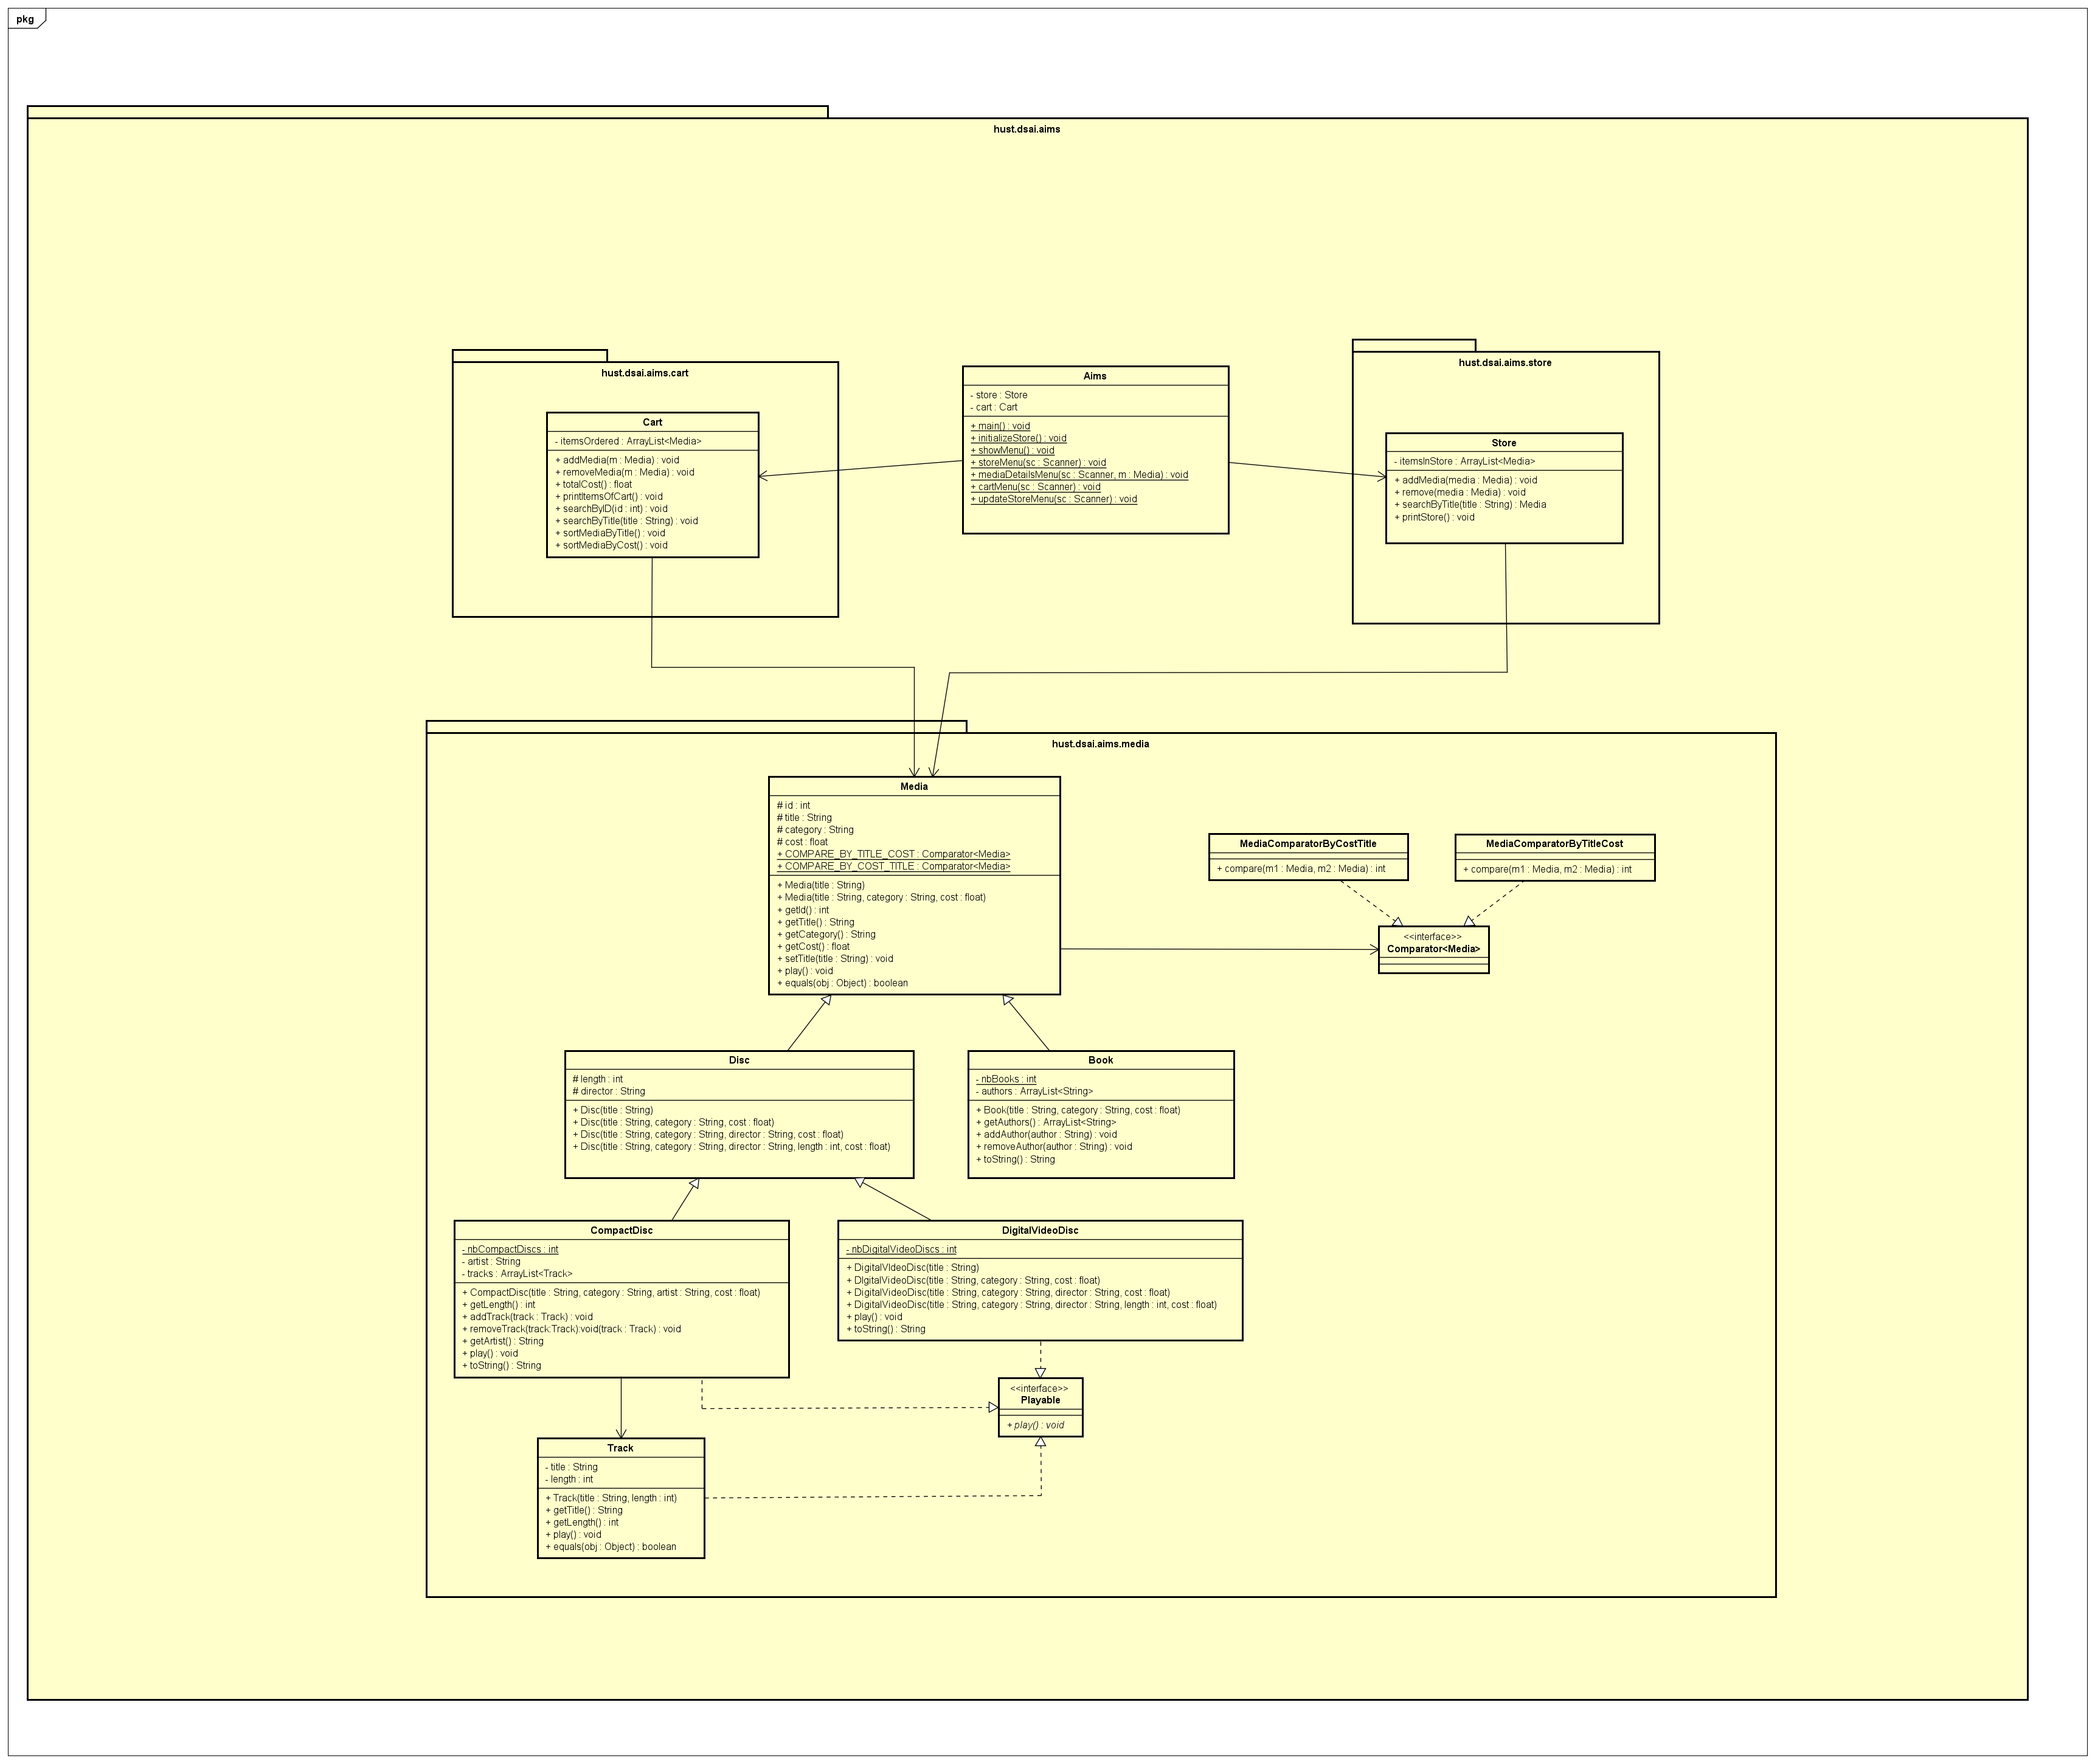 pkg
hust.dsai.aims
hust.dsai.aims.cart
Cart
- itemsOrdered : ArrayList<Media>
+ addMedia(m : Media) : void
+ removeMedia(m : Media) : void
+ totalCost() : float
+ printItemsOfCart() : void
+ searchByID(id : int) : void
+ searchByTitle(title : String) : void
+ sortMediaByTitle() : void
+ sortMediaByCost() : void
Aims
- store : Store
- cart : Cart
+ main() : void
+ initializeStore() : void
+ showMenu() : void
+ storeMenu(sc : Scanner) : void
+ mediaDetailsMenu(sc : Scanner, m : Media) : void
+ cartMenu(sc : Scanner) : void
+ updateStoreMenu(sc : Scanner) : void
hust.dsai.aims.store
Store
- itemsInStore : ArrayList<Media>
+ addMedia(media : Media) : void
+ remove(media : Media) : void
+ searchByTitle(title : String) : Media
+ printStore() : void
hust.dsai.aims.media
Media
# id : int
# title : String
# category : String
# cost : float
+ COMPARE_BY_TITLE_COST : Comparator<Media>
+ COMPARE_BY_COST_TITLE : Comparator<Media>
+ Media(title : String)
+ Media(title : String, category : String, cost : float)
+ getId() : int
+ getTitle() : String
+ getCategory() : String
+ getCost() : float
+ setTitle(title : String) : void
+ play() : void
+ equals(obj : Object) : boolean
MediaComparatorByCostTitle
+ compare(m1 : Media, m2 : Media) : int
MediaComparatorByTitleCost
+ compare(m1 : Media, m2 : Media) : int
<<interface>>
Comparator<Media>
Disc
# length : int
# director : String
+ Disc(title : String)
+ Disc(title : String, category : String, cost : float)
+ Disc(title : String, category : String, director : String, cost : float)
+ Disc(title : String, category : String, director : String, length : int, cost : float)
Book
- nbBooks : int
- authors : ArrayList<String>
+ Book(title : String, category : String, cost : float)
+ getAuthors() : ArrayList<String>
+ addAuthor(author : String) : void
+ removeAuthor(author : String) : void
+ toString() : String
CompactDisc
- nbCompactDiscs : int
- artist : String
- tracks : ArrayList<Track>
+ CompactDisc(title : String, category : String, artist : String, cost : float)
+ getLength() : int
+ addTrack(track : Track) : void
+ removeTrack(track:Track):void(track : Track) : void
+ getArtist() : String
+ play() : void
+ toString() : String
DigitalVideoDisc
- nbDigitalVideoDiscs : int
+ DigitalVIdeoDisc(title : String)
+ DIgitalVideoDisc(title : String, category : String, cost : float)
+ DigitalVideoDisc(title : String, category : String, director : String, cost : float)
+ DigitalVideoDisc(title : String, category : String, director : String, length : int, cost : float)
+ play() : void
+ toString() : String
<<interface>>
Playable
+ play() : void
Track
- title : String
- length : int
+ Track(title : String, length : int)
+ getTitle() : String
+ getLength() : int
+ play() : void
+ equals(obj : Object) : boolean